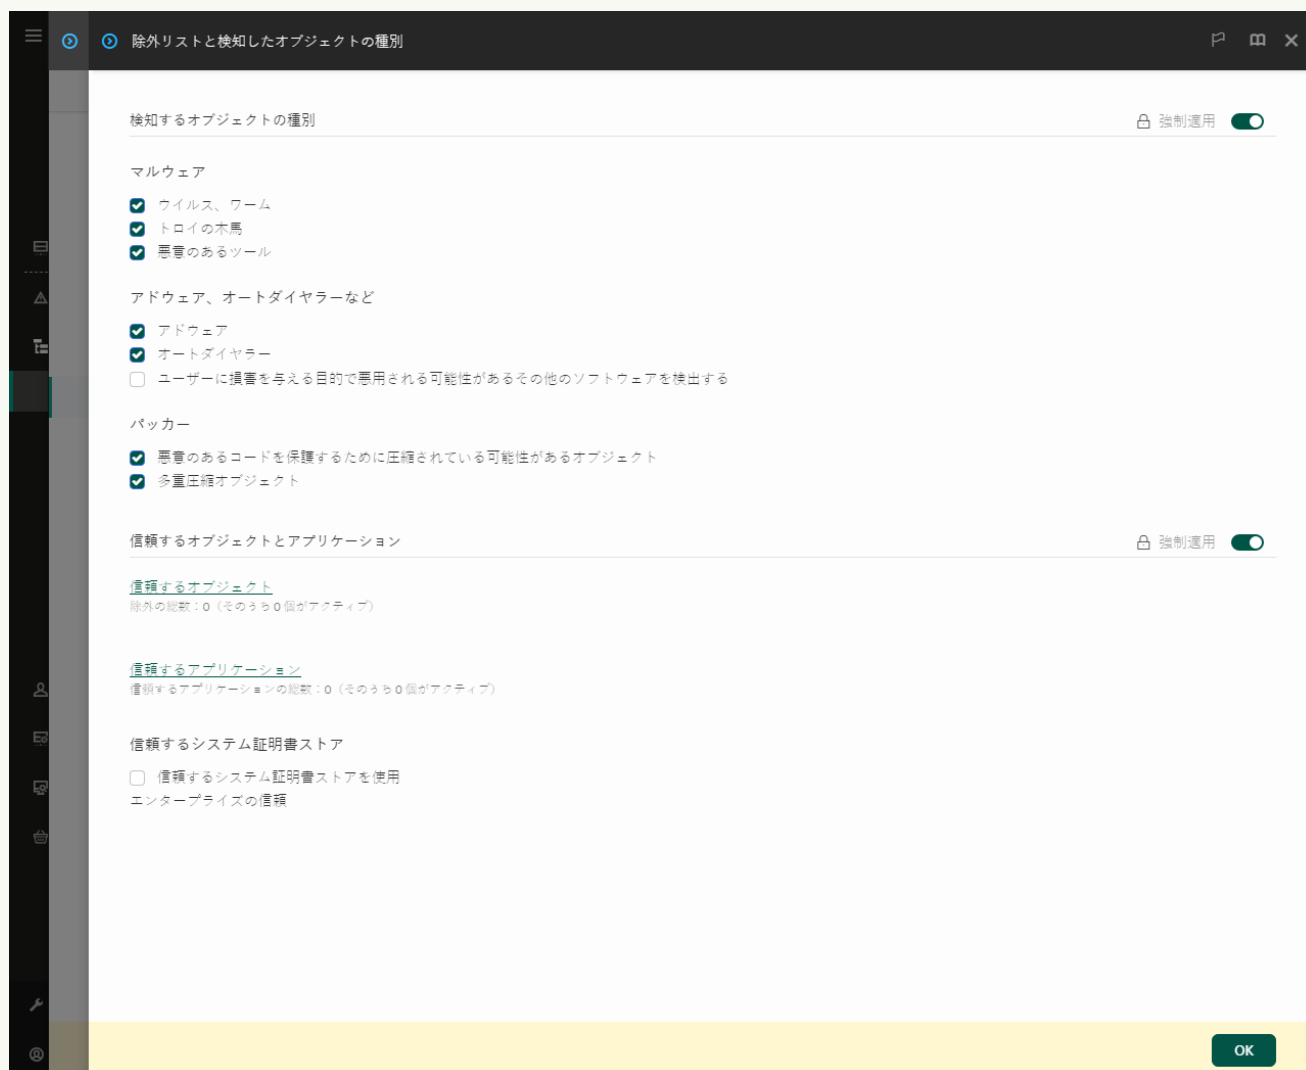 除外リストと検知したオブジェクトの種別
検知するオブジェクトの種別
強制適用
マルウェア
ウイルス、ワーム
トロイの木馬
悪意のあるツール
アドウェア、オートダイヤラーなど
アドウェア
オートダイヤラー
ユーザーに損害を与える目的で悪用される可能性があるその他のソフトウェアを検出する
パッカー
悪意のあるコードを保護するために圧縮されている可能性があるオブジェクト
多重圧縮オブジェクト
信頼するオブジェクトとアプリケーション
強制適用
信頼するオブジェクト
除外の総数：0（そのうち0個がアクティブ）
信頼するアプリケーション
信頼するアプリケーションの総数：0（そのうち0個がアクティブ）
信頼するシステム証明書ストア
信頼するシステム証明書ストアを使用
エンタープライズの信頼
OK